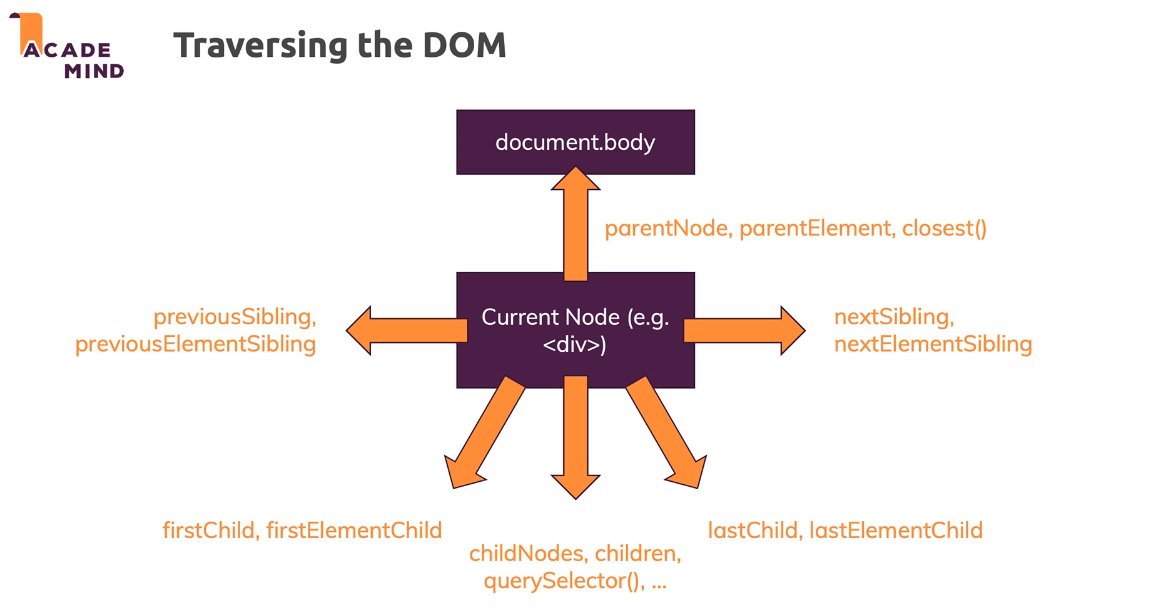 ACADE
MIND
Traversing the DOM
document.body
parentNode, parentElement, closest()
previousSibling,
previousElementSibling
Current Node (e.g.
<div>)
nextSibling,
nextElementSibling
firstChild, firstElementChild
childNodes, children,
querySelector(), ...
lastChild, lastElementChild